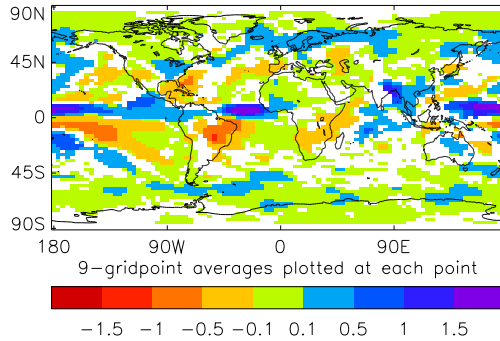 90N
45N
0
45S
90S
180 90W 0 90E
9-gridpoint averages plotted at each point
-1.5 -1 -0.5 -0.1 0.1 0.5 1 1.5